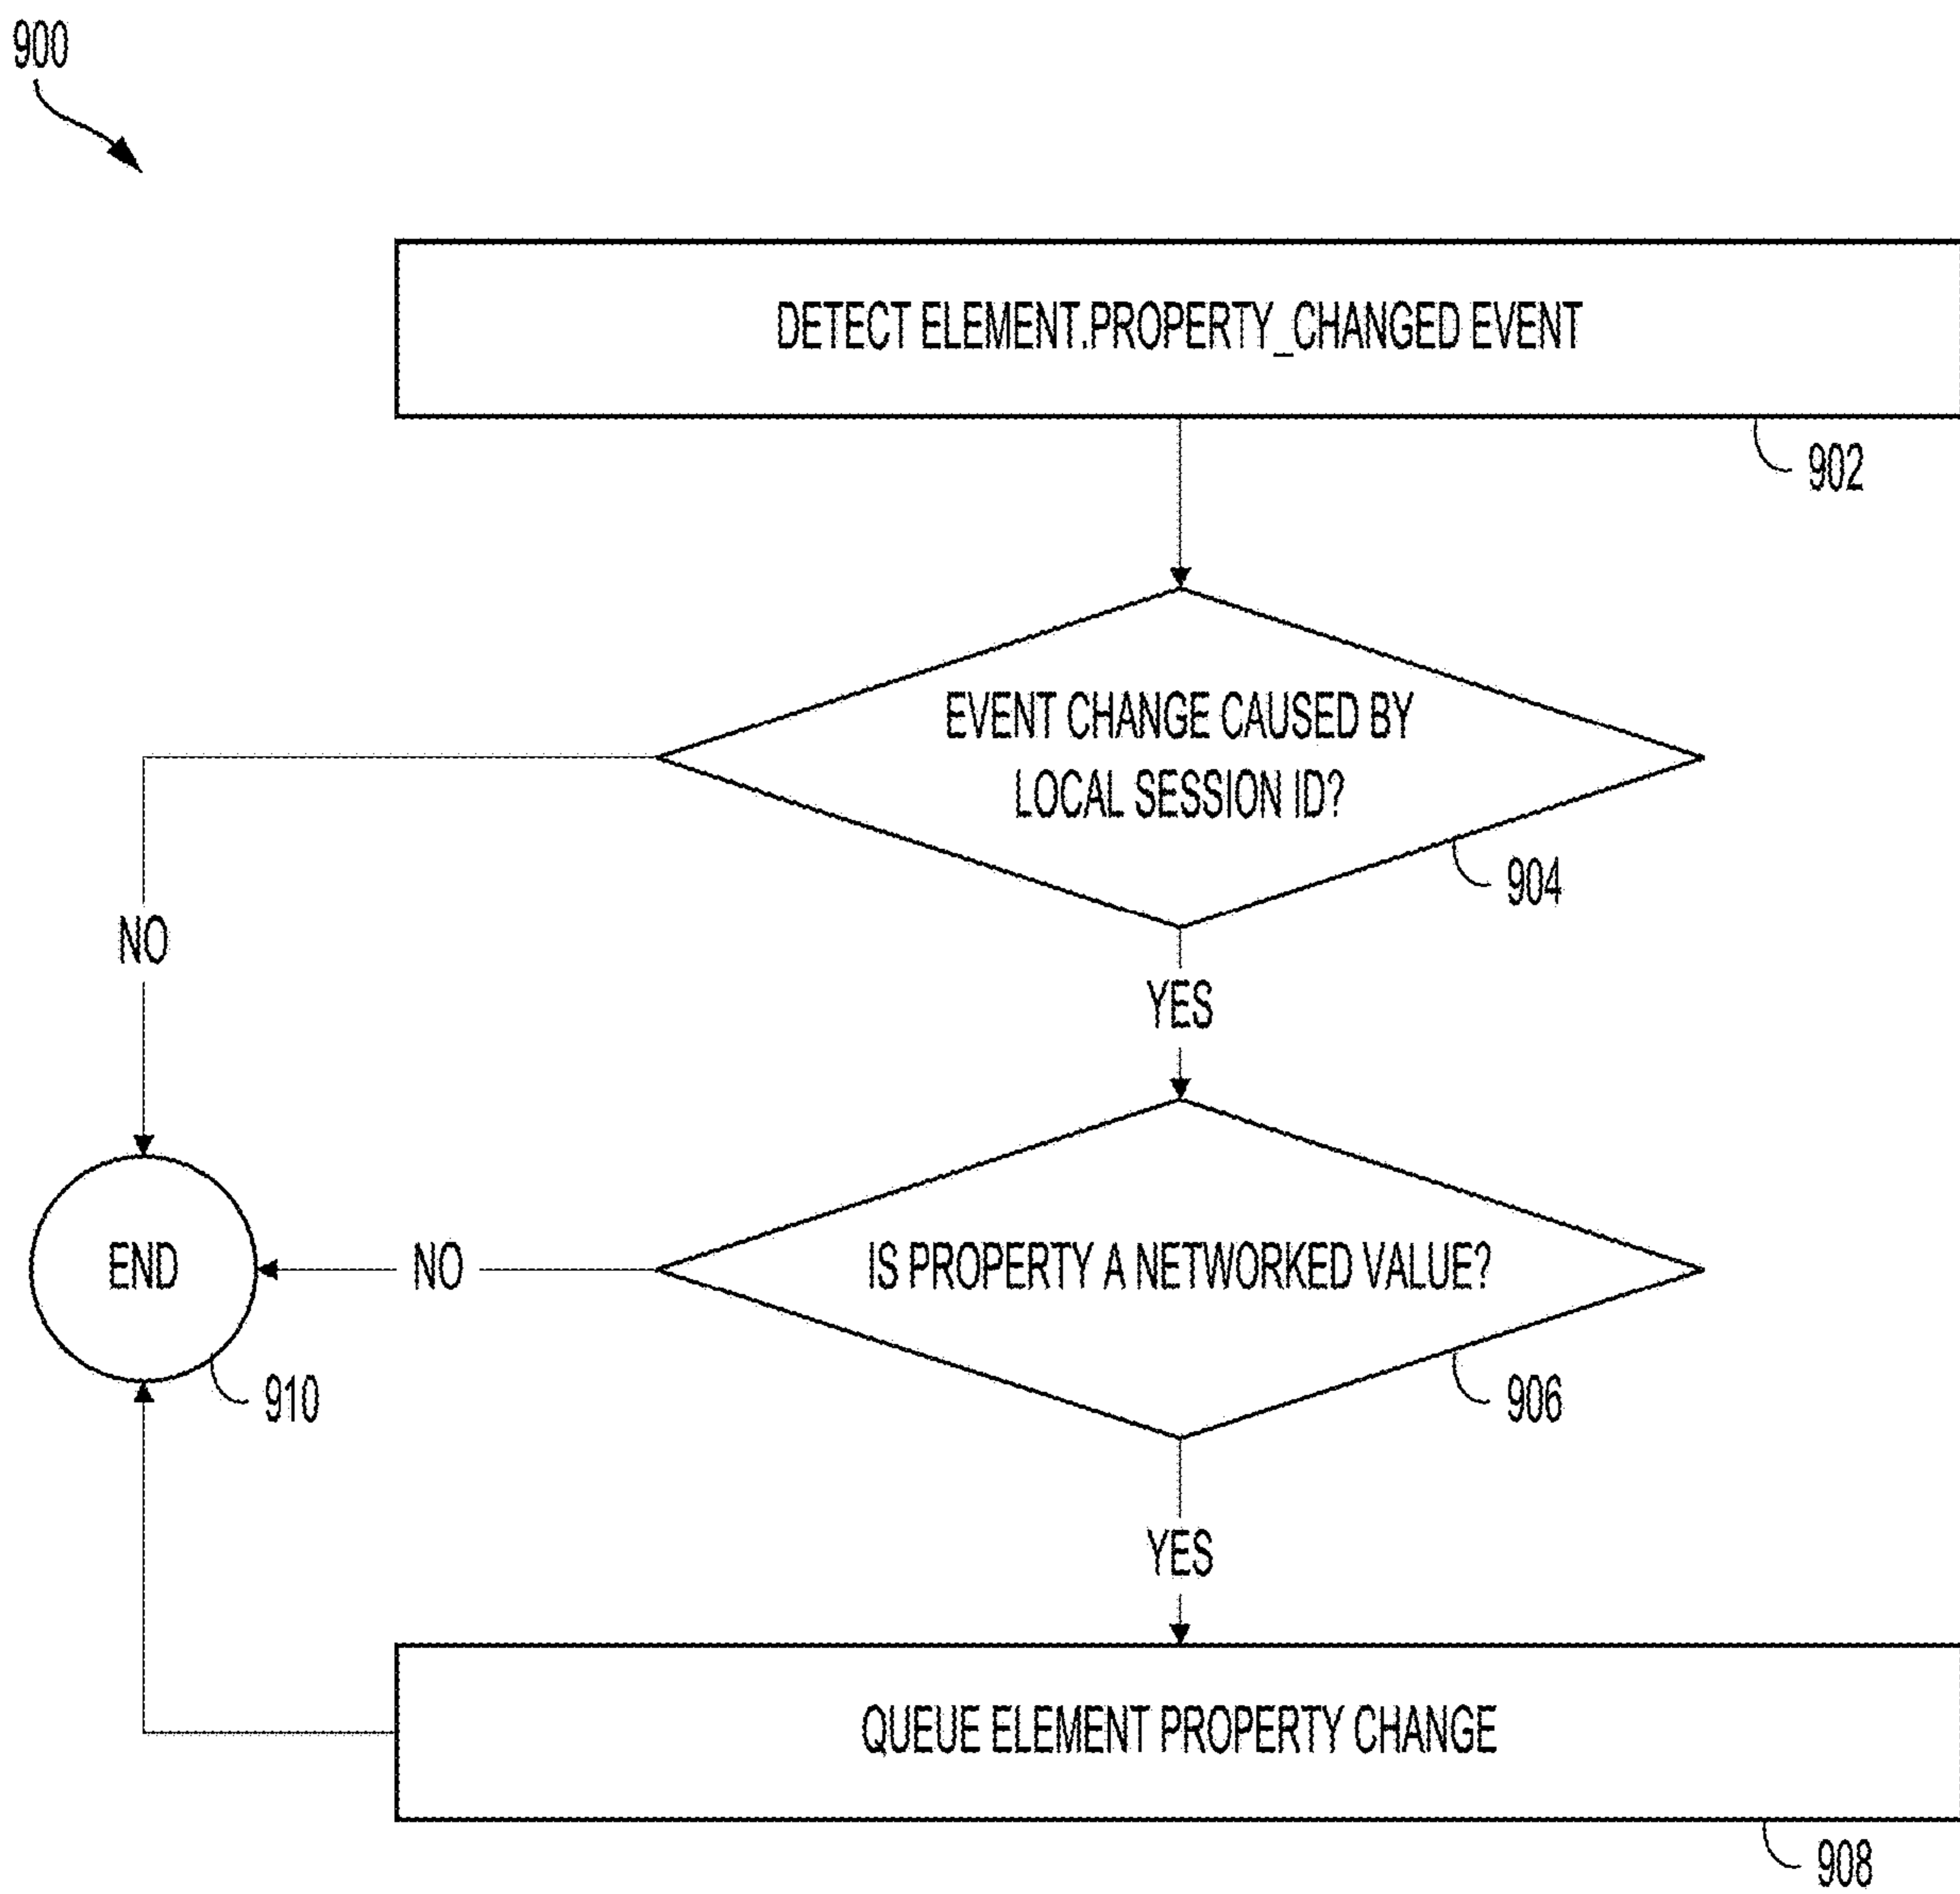 900
DETECT ELEMENT.PROPERTY_CHANGED EVENT
902
EVENT CHANGE CAUSED BY
LOCAL SESSION ID?
904
NO
YES
END
NO
IS PROPERTY A NETWORKED VALUE?
910
906
YES
QUEUE ELEMENT PROPERTY CHANGE
908